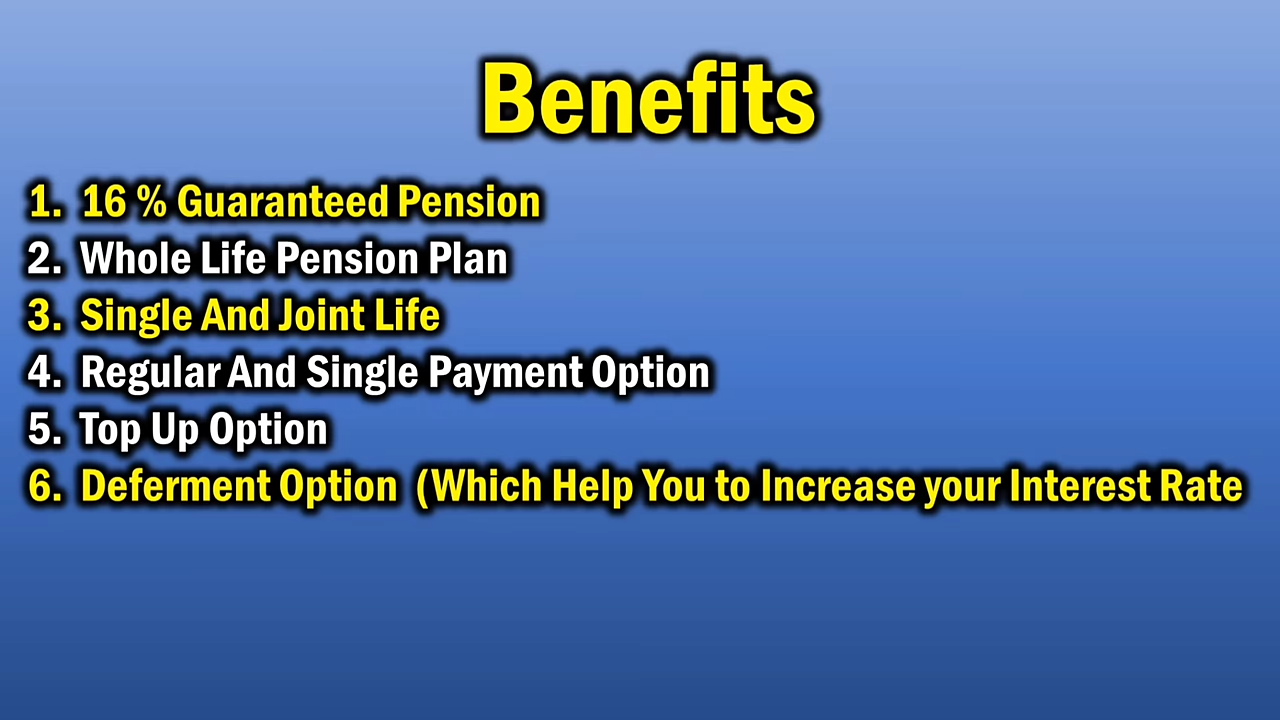 Benefits
1. 16 % Guaranteed Pension
2. Whole Life Pension Plan
3. Single And Joint Life
4. Regular And Single Payment Option
5. Top Up Option
6. Deferment Option (Which Help You to Increase your Interest Rate